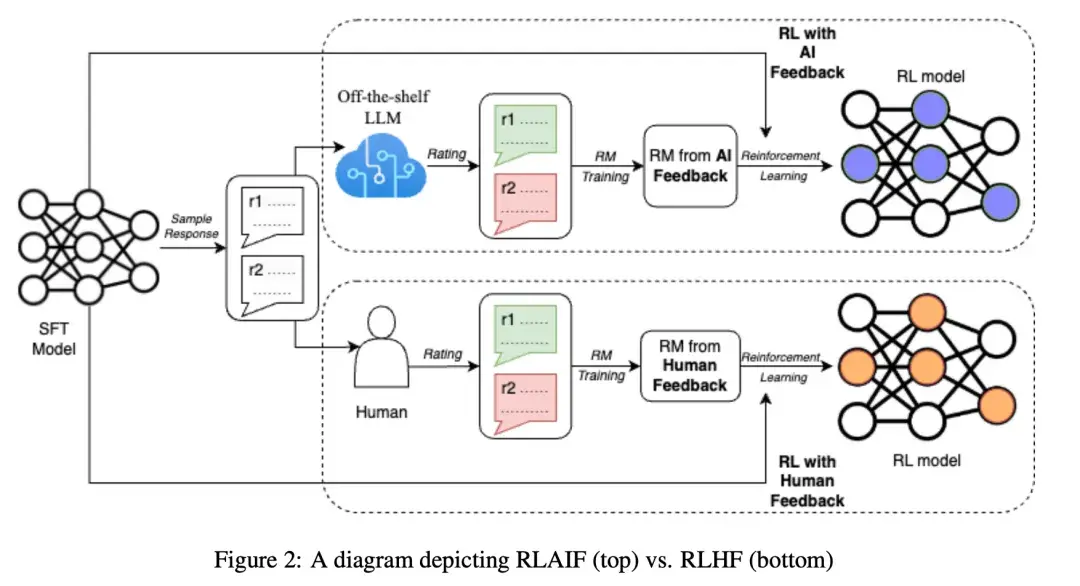 SFT
Model
Sample
Response
r1 ......
r2 ......
Off-the-shelf
LLM
Rating
r1 ......
r2 ......
RM
Training
RM from AI
Feedback
Reinforcement
Learning
RL with
AI
Feedback
RL model
Human
Rating
r1 ......
r2 ......
RM
Training
RM from
Human
Feedback
Reinforcement
Learning
RL with
Human
Feedback
RL model
Figure 2: A diagram depicting RLAIF (top) vs. RLHF (bottom)